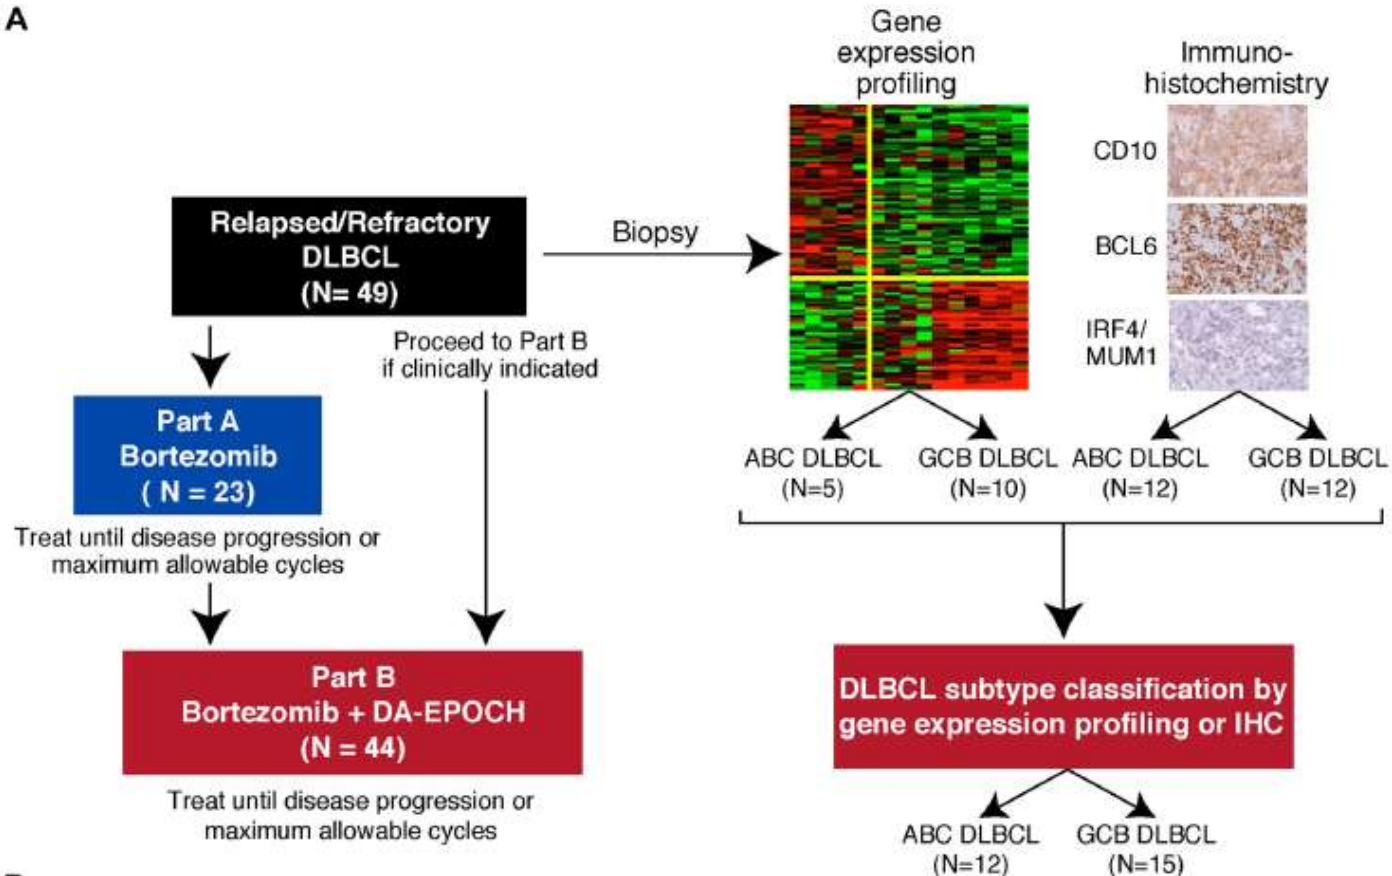 A
Gene
expression
profiling
Immuno-
histochemistry
CD10
BCL6
IRF4/
MUM1
Relapsed/Refractory
DLBCL
(N= 49)
Biopsy
Proceed to Part B
if clinically indicated
Part A
Bortezomib
( N = 23)
Treat until disease progression or
maximum allowable cycles
Part B
Bortezomib + DA-EPOCH
(N = 44)
Treat until disease progression or
maximum allowable cycles
ABC DLBCL
(N=5)
GCB DLBCL
(N=10)
ABC DLBCL
(N=12)
GCB DLBCL
(N=12)
DLBCL subtype classification by
gene expression profiling or IHC
ABC DLBCL
(N=12)
GCB DLBCL
(N=15)